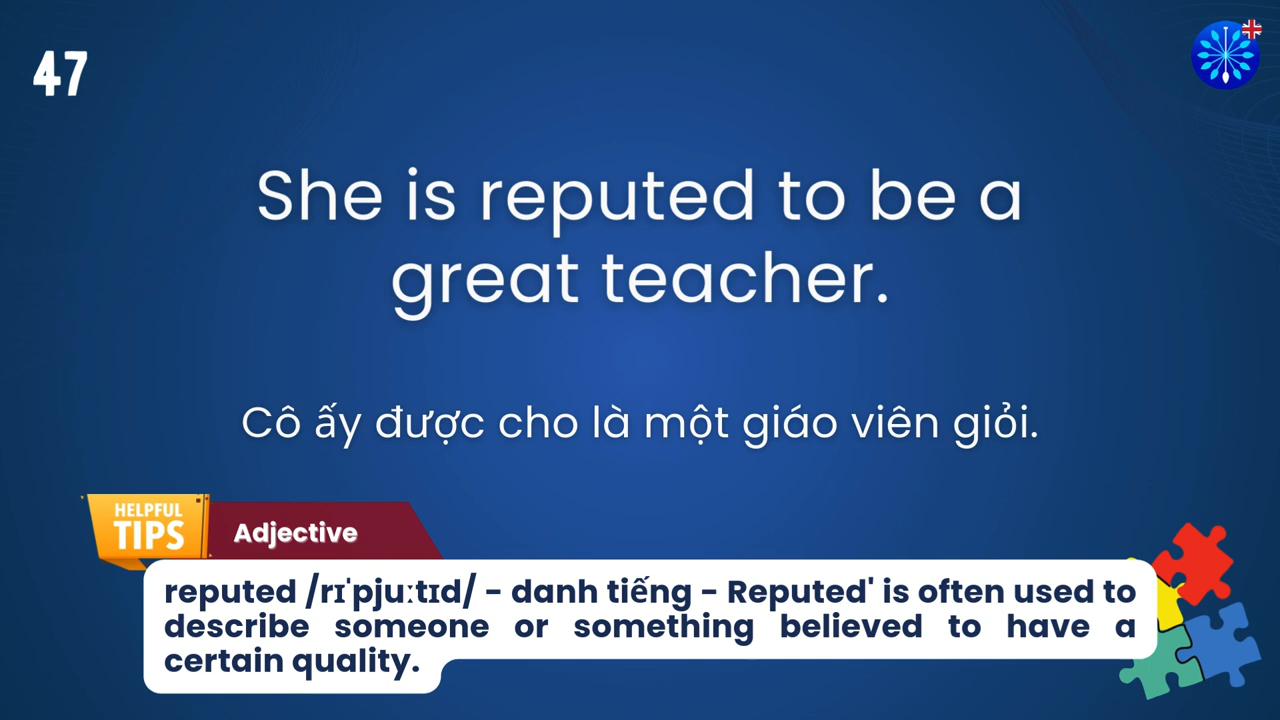 47
She is reputed to be a
great teacher.
Cô ấy được cho là một giáo viên giỏi.
HELPFUL
TIPS
Adjective
reputed /rɪˈpjuːtɪd/ - danh tiếng - Reputed' is often used to
describe someone or something believed to have a
certain quality.